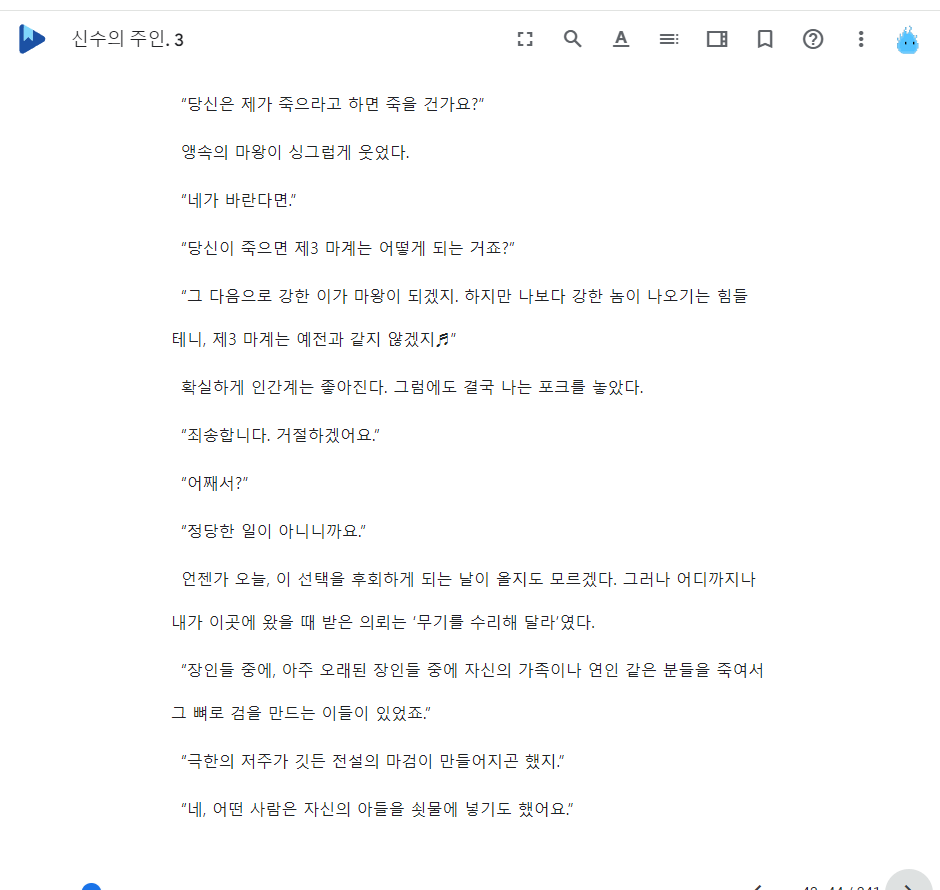 신수의 주인. 3
“당신은 제가 죽으라고 하면 죽을 건가요?”
앵속의 마왕이 싱그럽게 웃었다.
“네가 바란다면.”
“당신이 죽으면 제3 마계는 어떻게 되는 거죠?”
“그 다음으로 강한 이가 마왕이 되겠지. 하지만 나보다 강한 놈이 나오기는 힘들
테니, 제3 마계는 예전과 같지 않겠지♬”
확실하게 인간계는 좋아진다. 그럼에도 결국 나는 포크를 놓았다.
“죄송합니다. 거절하겠어요.”
“어째서?”
“정당한 일이 아니니까요.”
언젠가 오늘, 이 선택을 후회하게 되는 날이 올지도 모르겠다. 그러나 어디까지나
내가 이곳에 왔을 때 받은 의뢰는 ‘무기를 수리해 달라’였다.
“장인들 중에, 아주 오래된 장인들 중에 자신의 가족이나 연인 같은 분들을 죽여서
그 뼈로 검을 만드는 이들이 있었죠.”
“극한의 저주가 깃든 전설의 마검이 만들어지곤 했지.”
“네, 어떤 사람은 자신의 아들을 쇳물에 넣기도 했어요.”